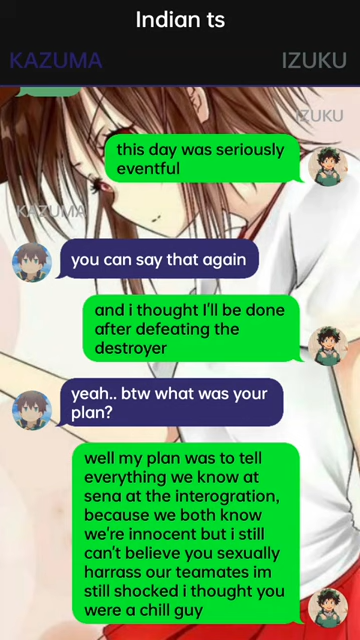 Indian ts
KAZUMA IZUKU
IZUKU
this day was seriously
eventful
KAZUMA
you can say that again
and i thought I'll be done
after defeating the
destroyer
yeah.. btw what was your
plan?
well my plan was to tell
everything we know at
sena at the interogration,
because we both know
we're innocent but i still
can't believe you sexually
harrass our teamates im
still shocked i thought you
were a chill guy